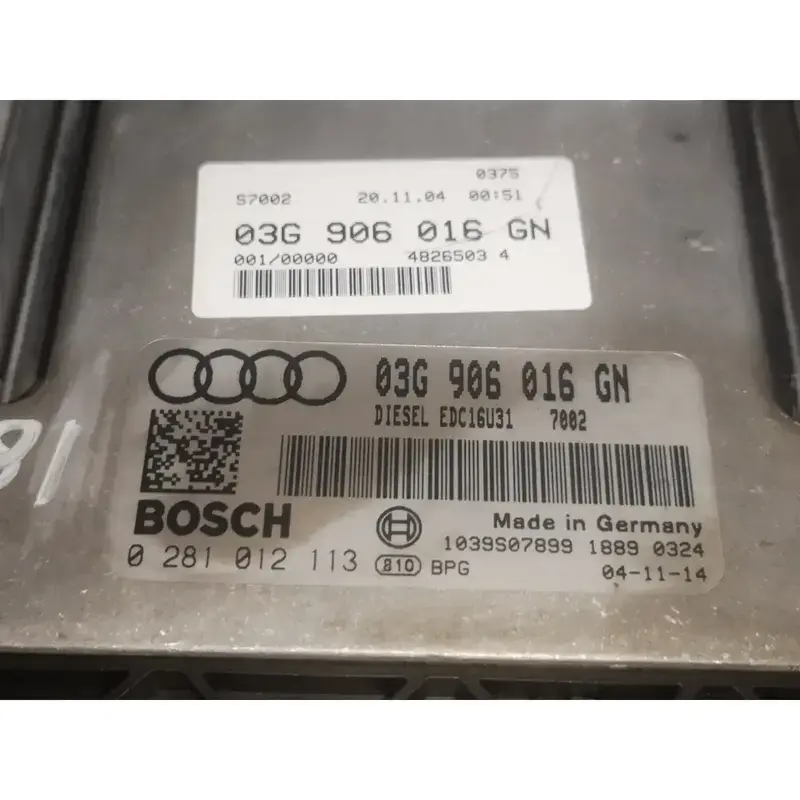 0375
S7002 20.11.04 00:51
03G 906 016 GN
001/00000 4826503 4
03G 906 016 GN
DIESEL EDC16U31 7002
BOSCH
Made in Germany
1039S07899 1889 0324
0 281 012 113 810 BPG 04-11-14
81